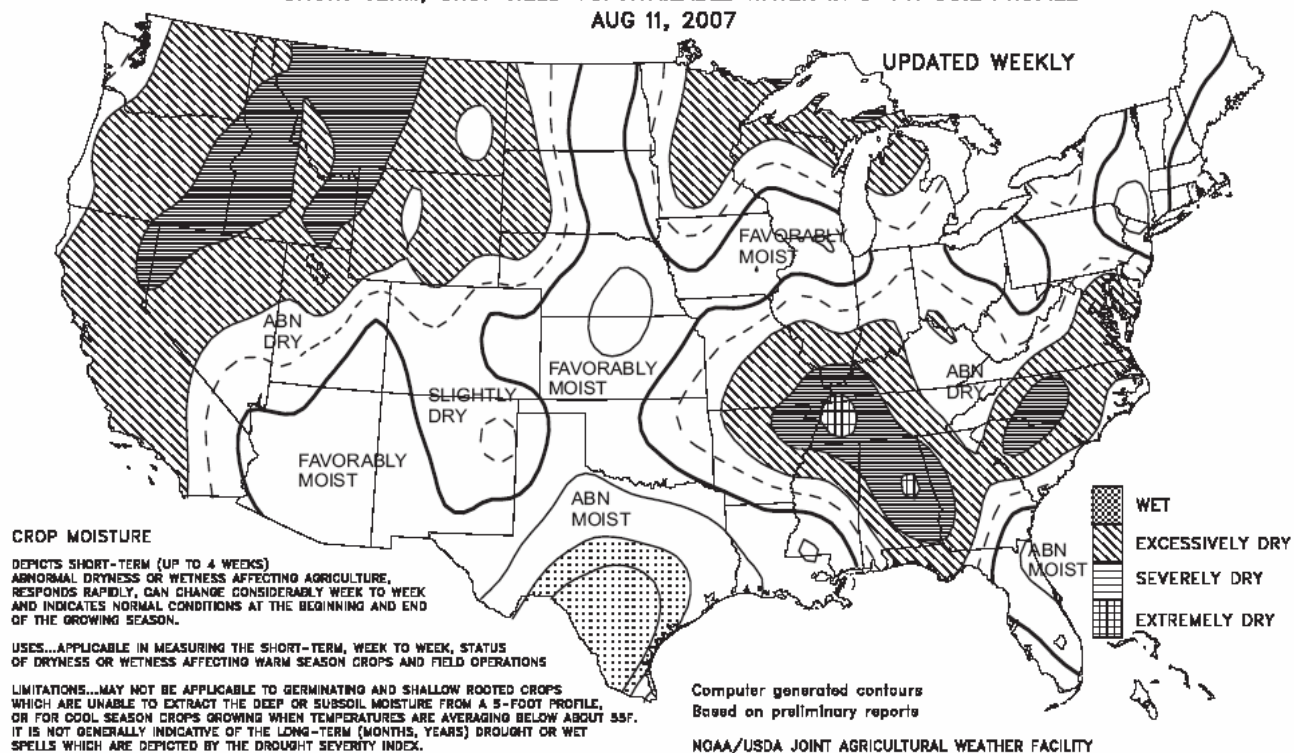 AUG 11, 2007
UPDATED WEEKLY
FAVORABLY
MOIST
ABN
DRY
SLIGHTLY
DRY
FAVORABLY
MOIST
ABN
DRY
FAVORABLY
MOIST
ABN
MOIST
ABN
MOIST
WET
EXCESSIVELY DRY
SEVERELY DRY
EXTREMELY DRY
CROP MOISTURE
DEPICTS SHORT-TERM (UP TO 4 WEEKS)
ABNORMAL DRYNESS OR WETNESS AFFECTING AGRICULTURE,
RESPONDS RAPIDLY, CAN CHANGE CONSIDERABLY WEEK TO WEEK
AND INDICATES NORMAL CONDITIONS AT THE BEGINNING AND END
OF THE GROWING SEASON.
USES...APPLICABLE IN MEASURING THE SHORT-TERM, WEEK TO WEEK, STATUS
OF DRYNESS OR WETNESS AFFECTING WARM SEASON CROPS AND FIELD OPERATIONS
LIMITATIONS...MAY NOT BE APPLICABLE TO GERMINATING AND SHALLOW ROOTED CROPS
WHICH ARE UNABLE TO EXTRACT THE DEEP OR SUBSOIL MOISTURE FROM A 5-FOOT PROFILE,
OR FOR COOL SEASON CROPS GROWING WHEN TEMPERATURES ARE AVERAGING BELOW ABOUT 55F.
IT IS NOT GENERALLY INDICATIVE OF THE LONG-TERM (MONTHS, YEARS) DROUGHT OR WET
SPELLS WHICH ARE DEPICTED BY THE DROUGHT SEVERITY INDEX.
Computer generated contours
Based on preliminary reports
NOAA/USDA JOINT AGRICULTURAL WEATHER FACILITY